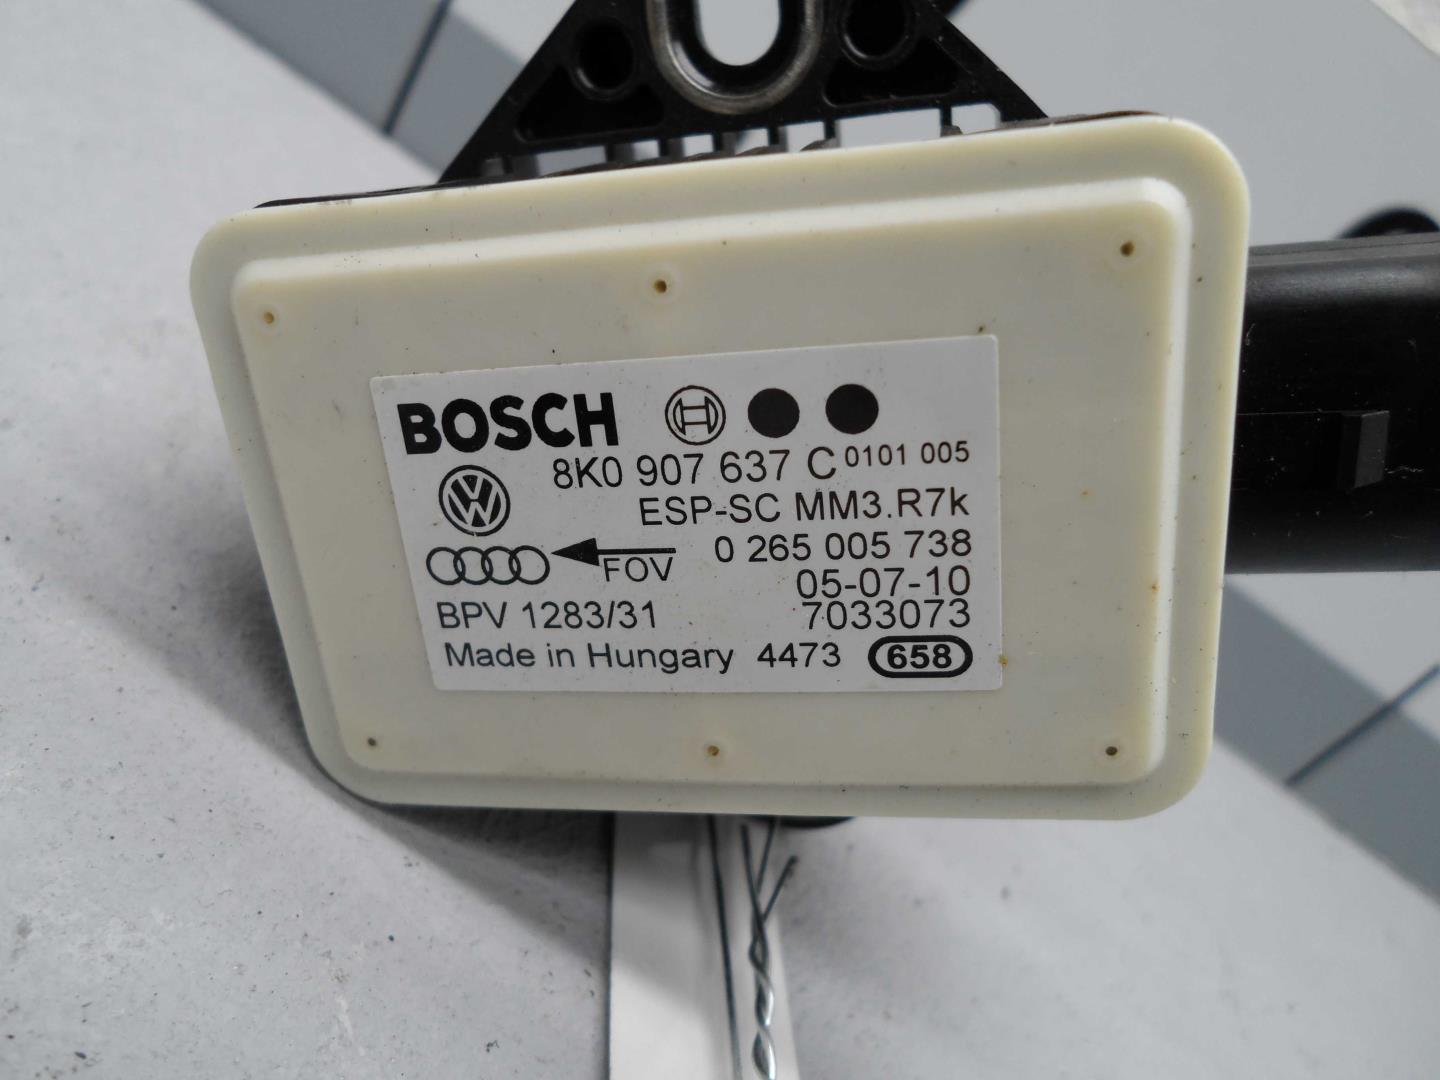 BOSCH
8K0 907 637 C 0101 005
ESP-SC MM3.R7k
0 265 005 738
FOV
05-07-10
BPV 1283/31 7033073
Made in Hungary 4473 658